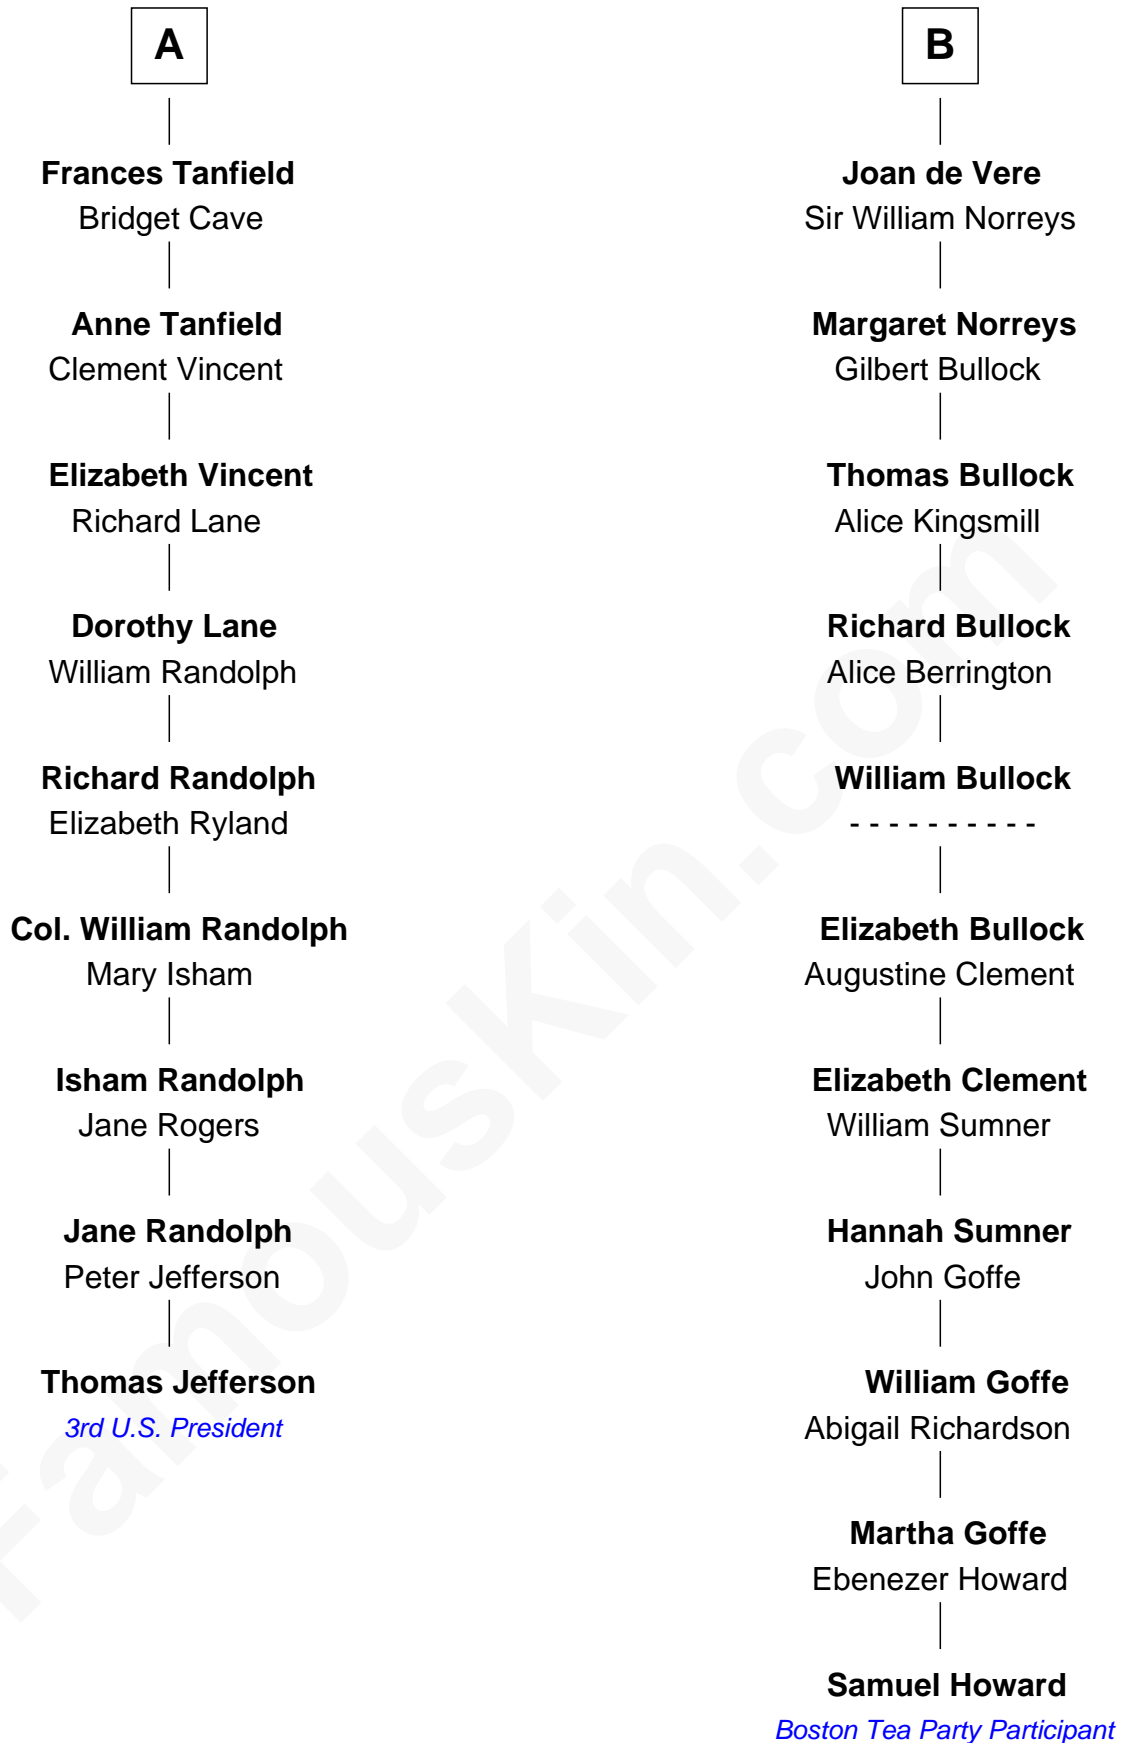 A
Frances Tanfield
Bridget Cave
Anne Tanfield
Clement Vincent
Elizabeth Vincent
Richard Lane
Dorothy Lane
William Randolph
Richard Randolph
Elizabeth Ryland
Col. William Randolph
Mary Isham
Isham Randolph
Jane Rogers
Jane Randolph
Peter Jefferson
Thomas Jefferson
3rd U.S. President
B
Joan de Vere
Sir William Norreys
Margaret Norreys
Gilbert Bullock
Thomas Bullock
Alice Kingsmill
Richard Bullock
Alice Berrington
William Bullock
- - - - - - - - - -
Elizabeth Bullock
Augustine Clement
Elizabeth Clement
William Sumner
Hannah Sumner
John Goffe
William Goffe
Abigail Richardson
Martha Goffe
Ebenezer Howard
Samuel Howard
Boston Tea Party Participant
FamousKin.com